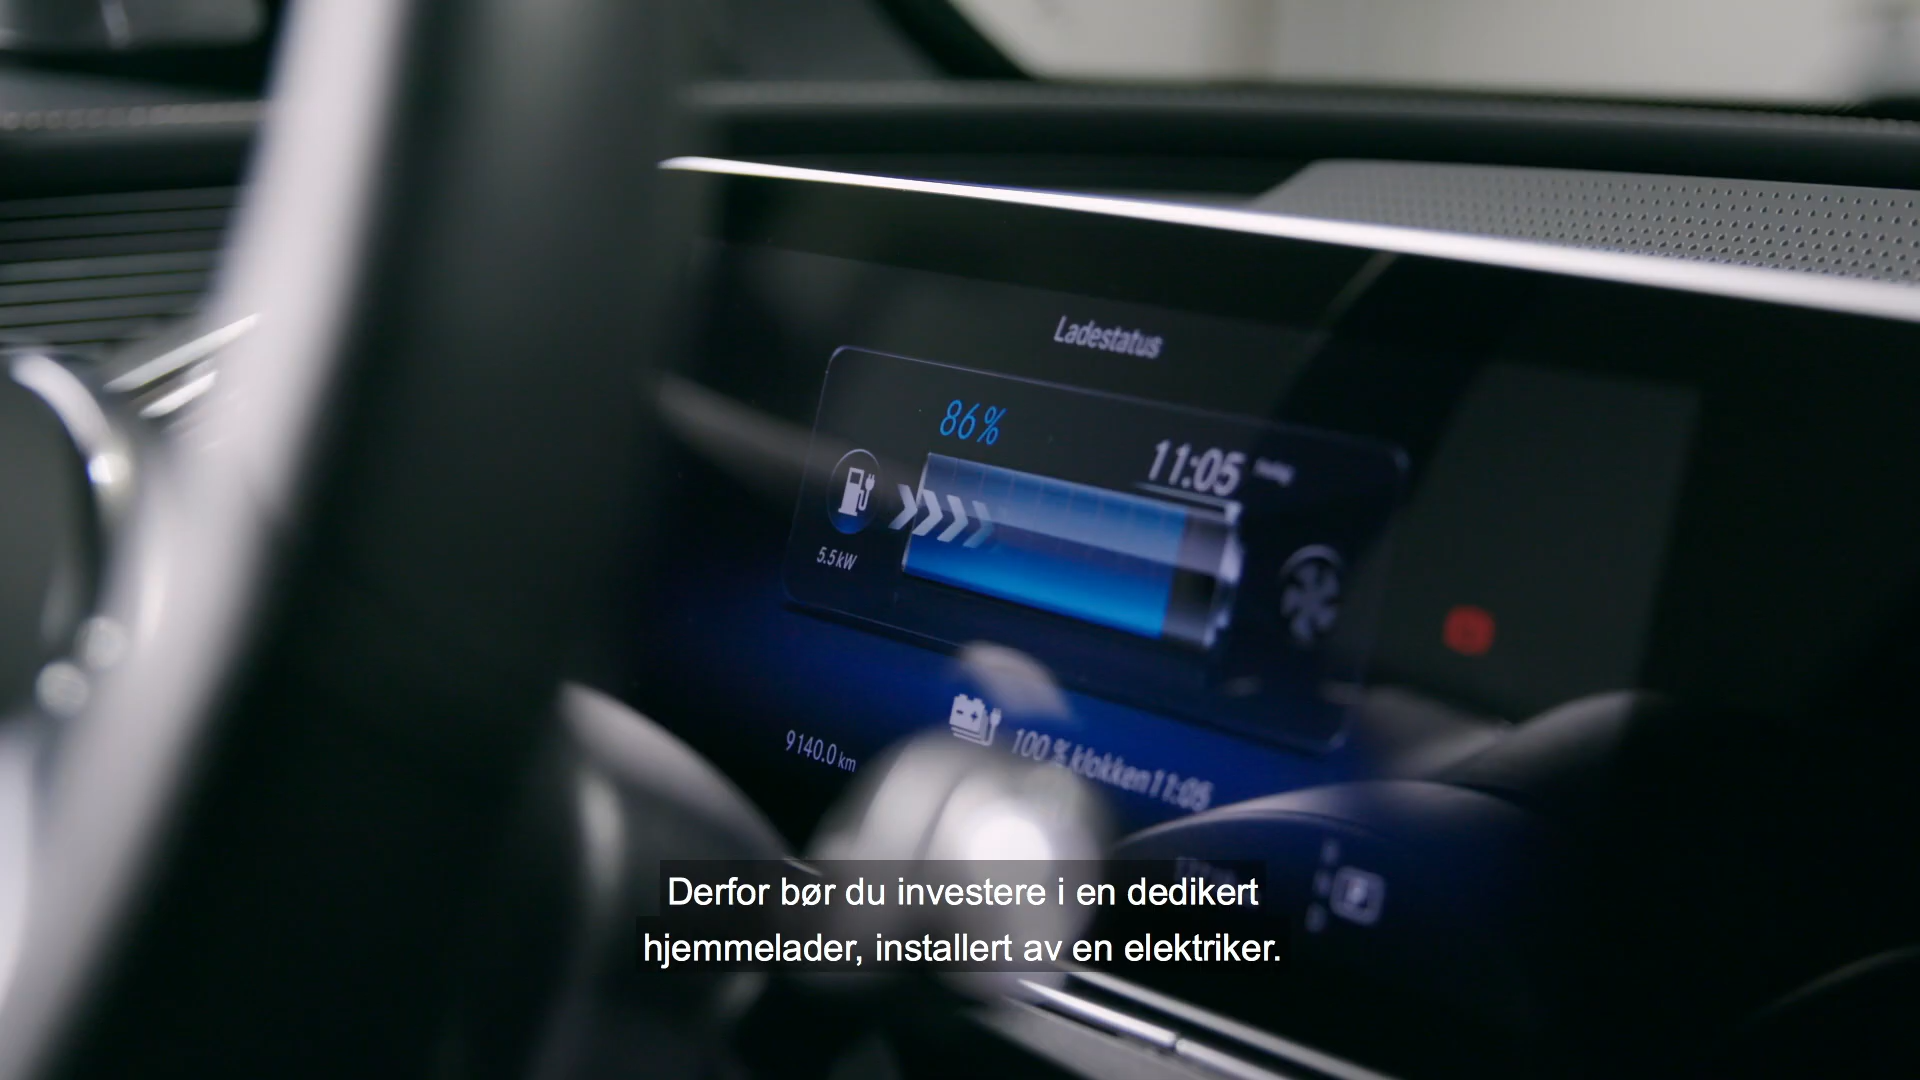 Ladestatus
86%
11:05
5.5 kW
9140.0 km
100 % klokken 11:05
P
Derfor bør du investere i en dedikert
hjemmelader, installert av en elektriker.